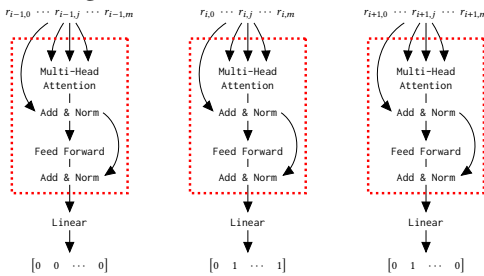 r_{i-1,0} ⋯ r_{i-1,j} ⋯ r_{i-1,m} r_{i,0} ⋯ r_{i,j} ⋯ r_{i,m} r_{i+1,0} ⋯ r_{i+1,j} ⋯ r_{i+1,m}
Multi-Head Multi-Head Multi-Head
Attention Attention Attention
Add & Norm Add & Norm Add & Norm
Feed Forward Feed Forward Feed Forward
Add & Norm Add & Norm Add & Norm
Linear Linear Linear
[0 0 ⋯ 0] [0 1 ⋯ 1] [0 1 ⋯ 0]